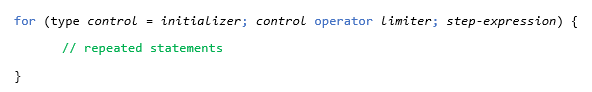 for (type control = initializer; control operator limiter; step-expression) {
// repeated statements
}